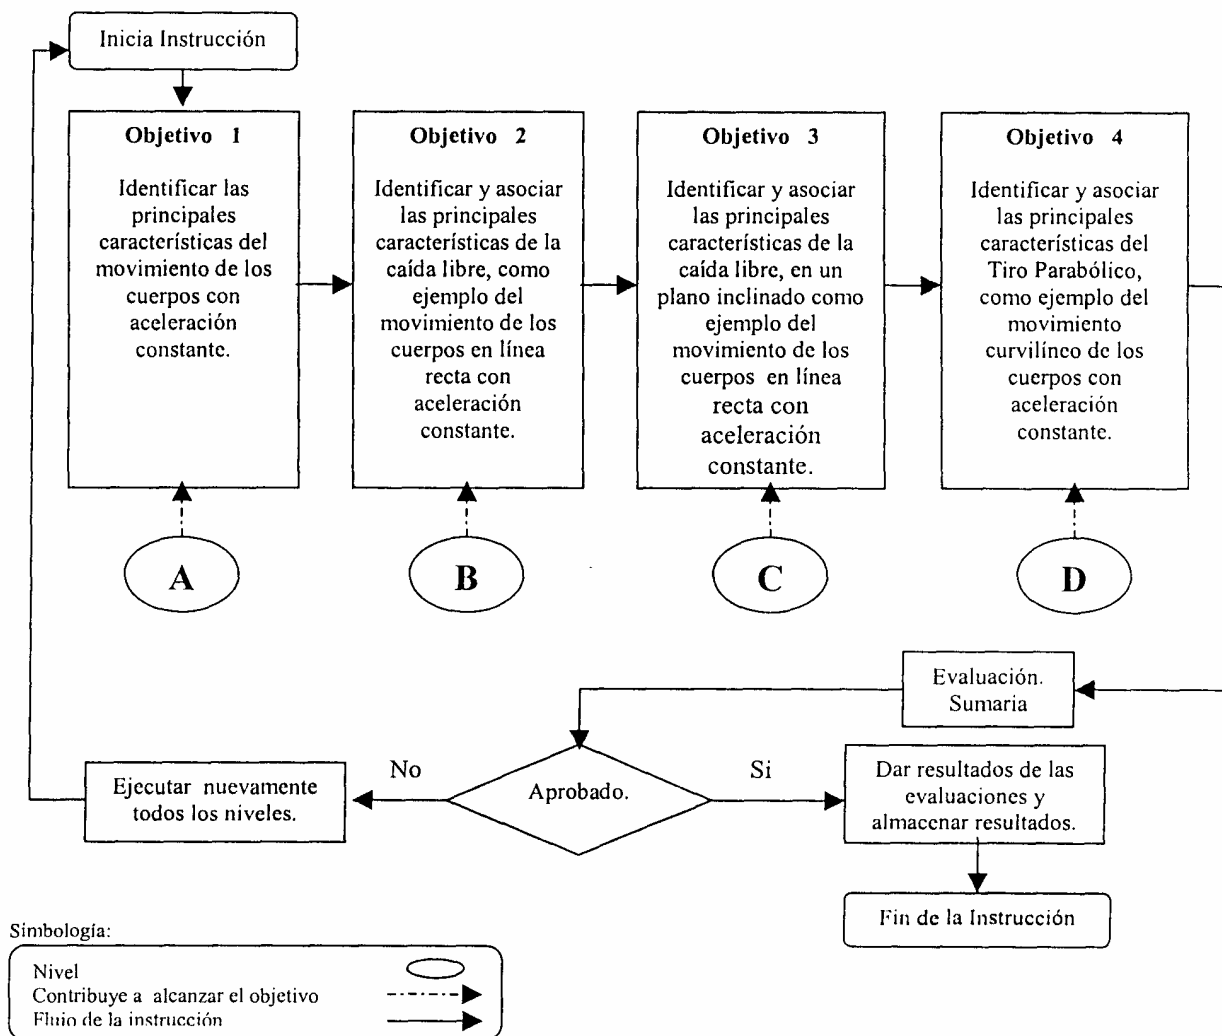 Inicia Instrucción
Objetivo 1
Identificar las
principales
características del
movimiento de los
cuerpos con
aceleración
constante.
Objetivo 2
Identificar y asociar
las principales
características de la
caída libre, como
ejemplo del
movimiento de los
cuerpos en línea
recta con
aceleración
constante.
Objetivo 3
Identificar y asociar
las principales
características de la
caída libre, en un
plano inclinado como
ejemplo del
movimiento de los
cuerpos en línea
recta con
aceleración
constante.
Objetivo 4
Identificar y asociar
las principales
características del
Tiro Parabólico,
como ejemplo del
movimiento
curvilíneo de los
cuerpos con
aceleración
constante.
A
B
C
D
Evaluación.
Sumaria
Aprobado.
No
Si
Ejecutar nuevamente
todos los niveles.
Dar resultados de las
evaluaciones y
almacenar resultados.
Fin de la Instrucción
Simbología:
Nivel
Contribuye a alcanzar el objetivo
Flujo de la instrucción